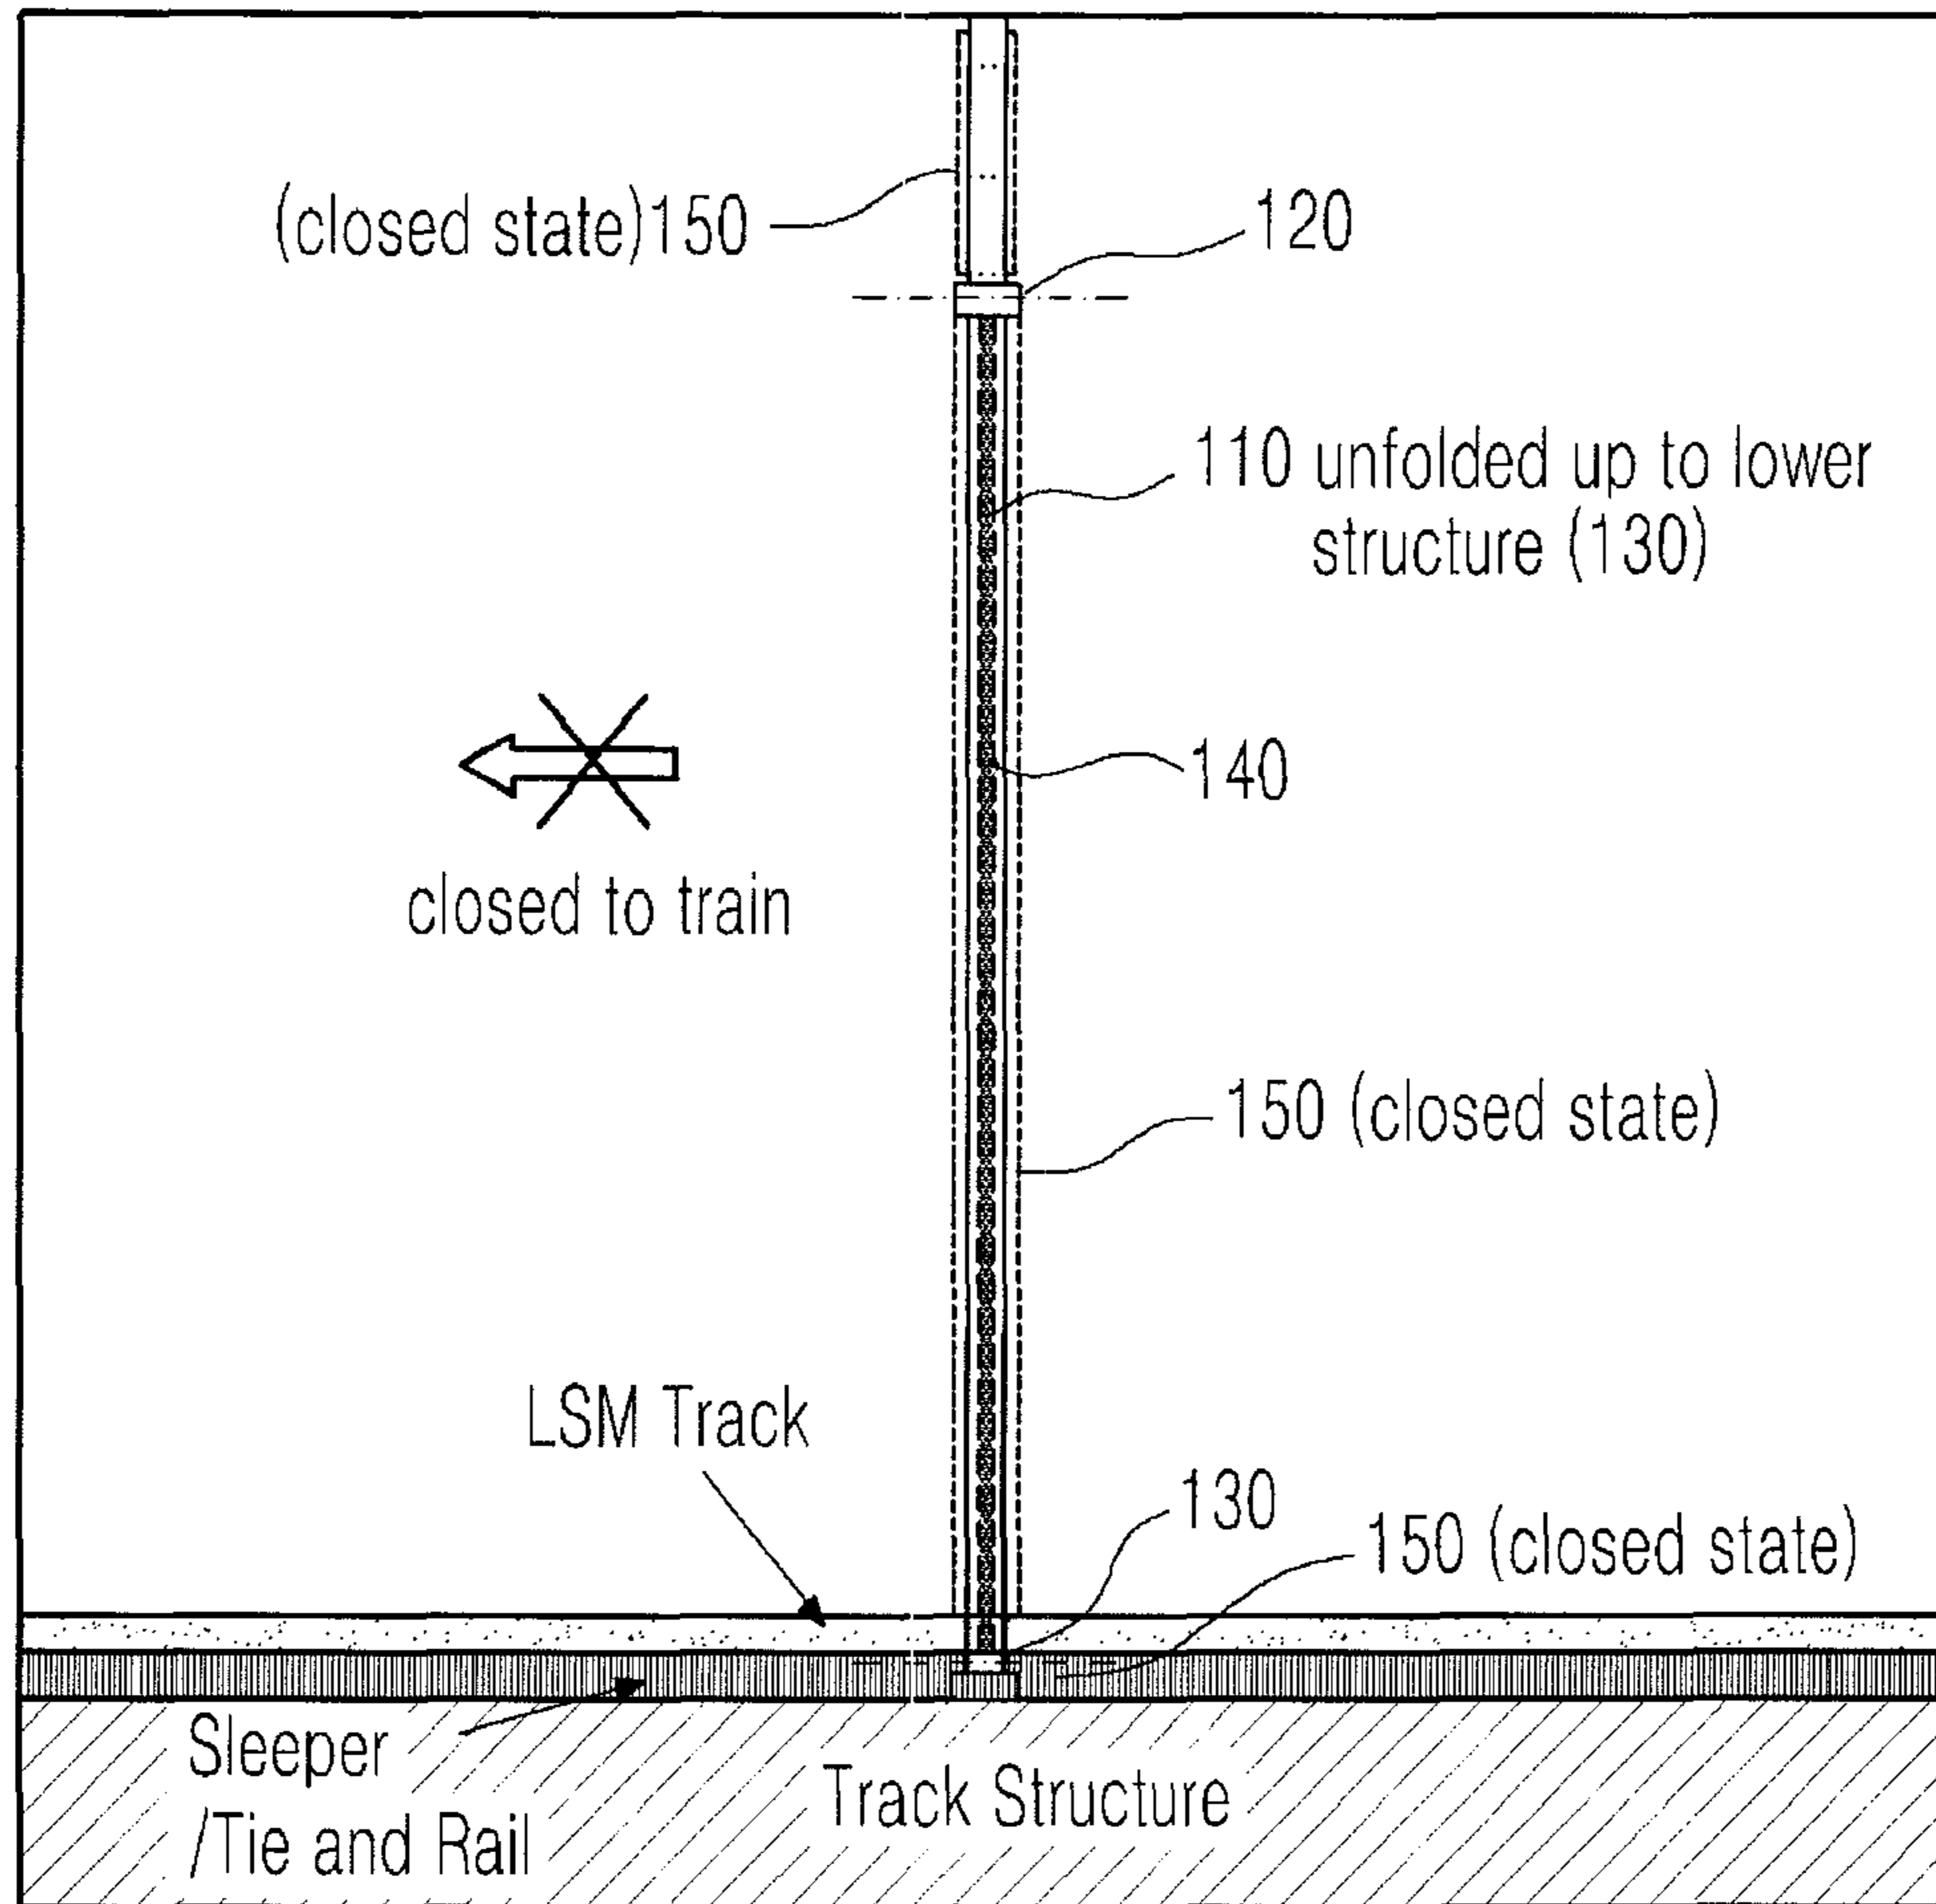 (closed state)150
120
110 unfolded up to lower
structure (130)
140
closed to train
150 (closed state)
LSM Track
130
150 (closed state)
Sleeper
/Tie and Rail
Track Structure